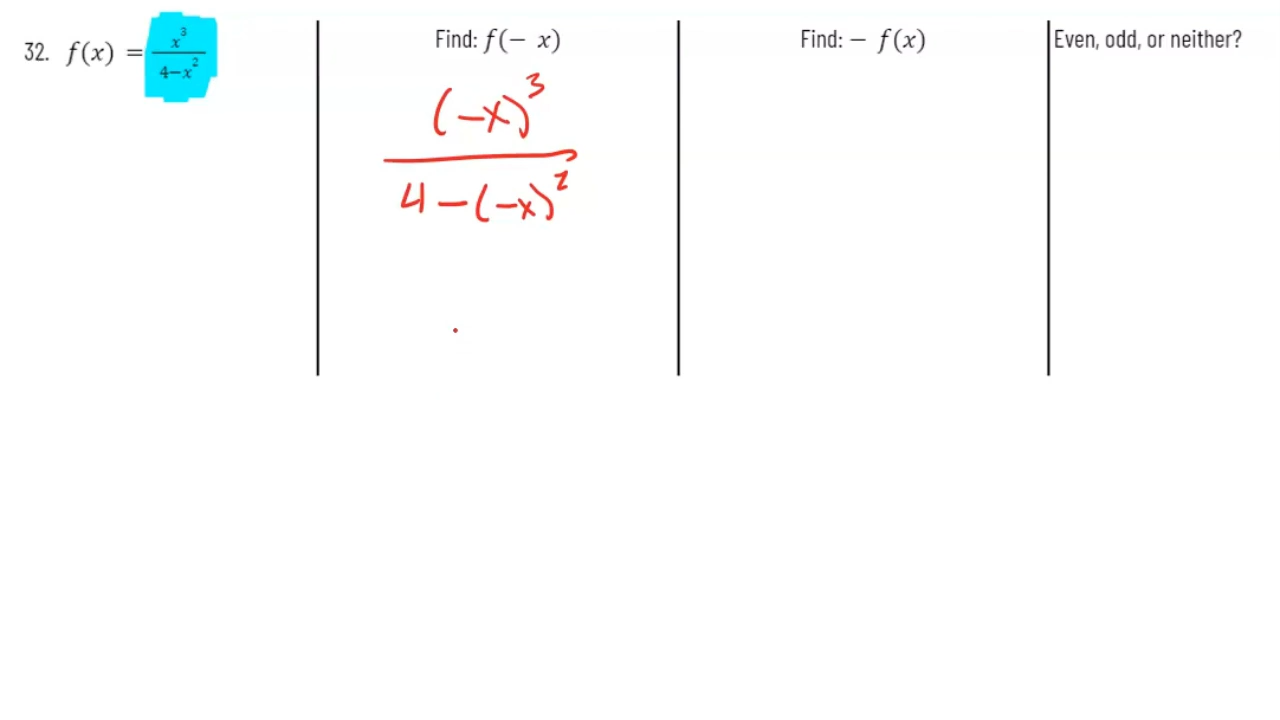 32. f(x) = x³/(4−x²)
Find: f(− x)
(−x)³
4−(−x)²
Find: − f(x)
Even, odd, or neither?